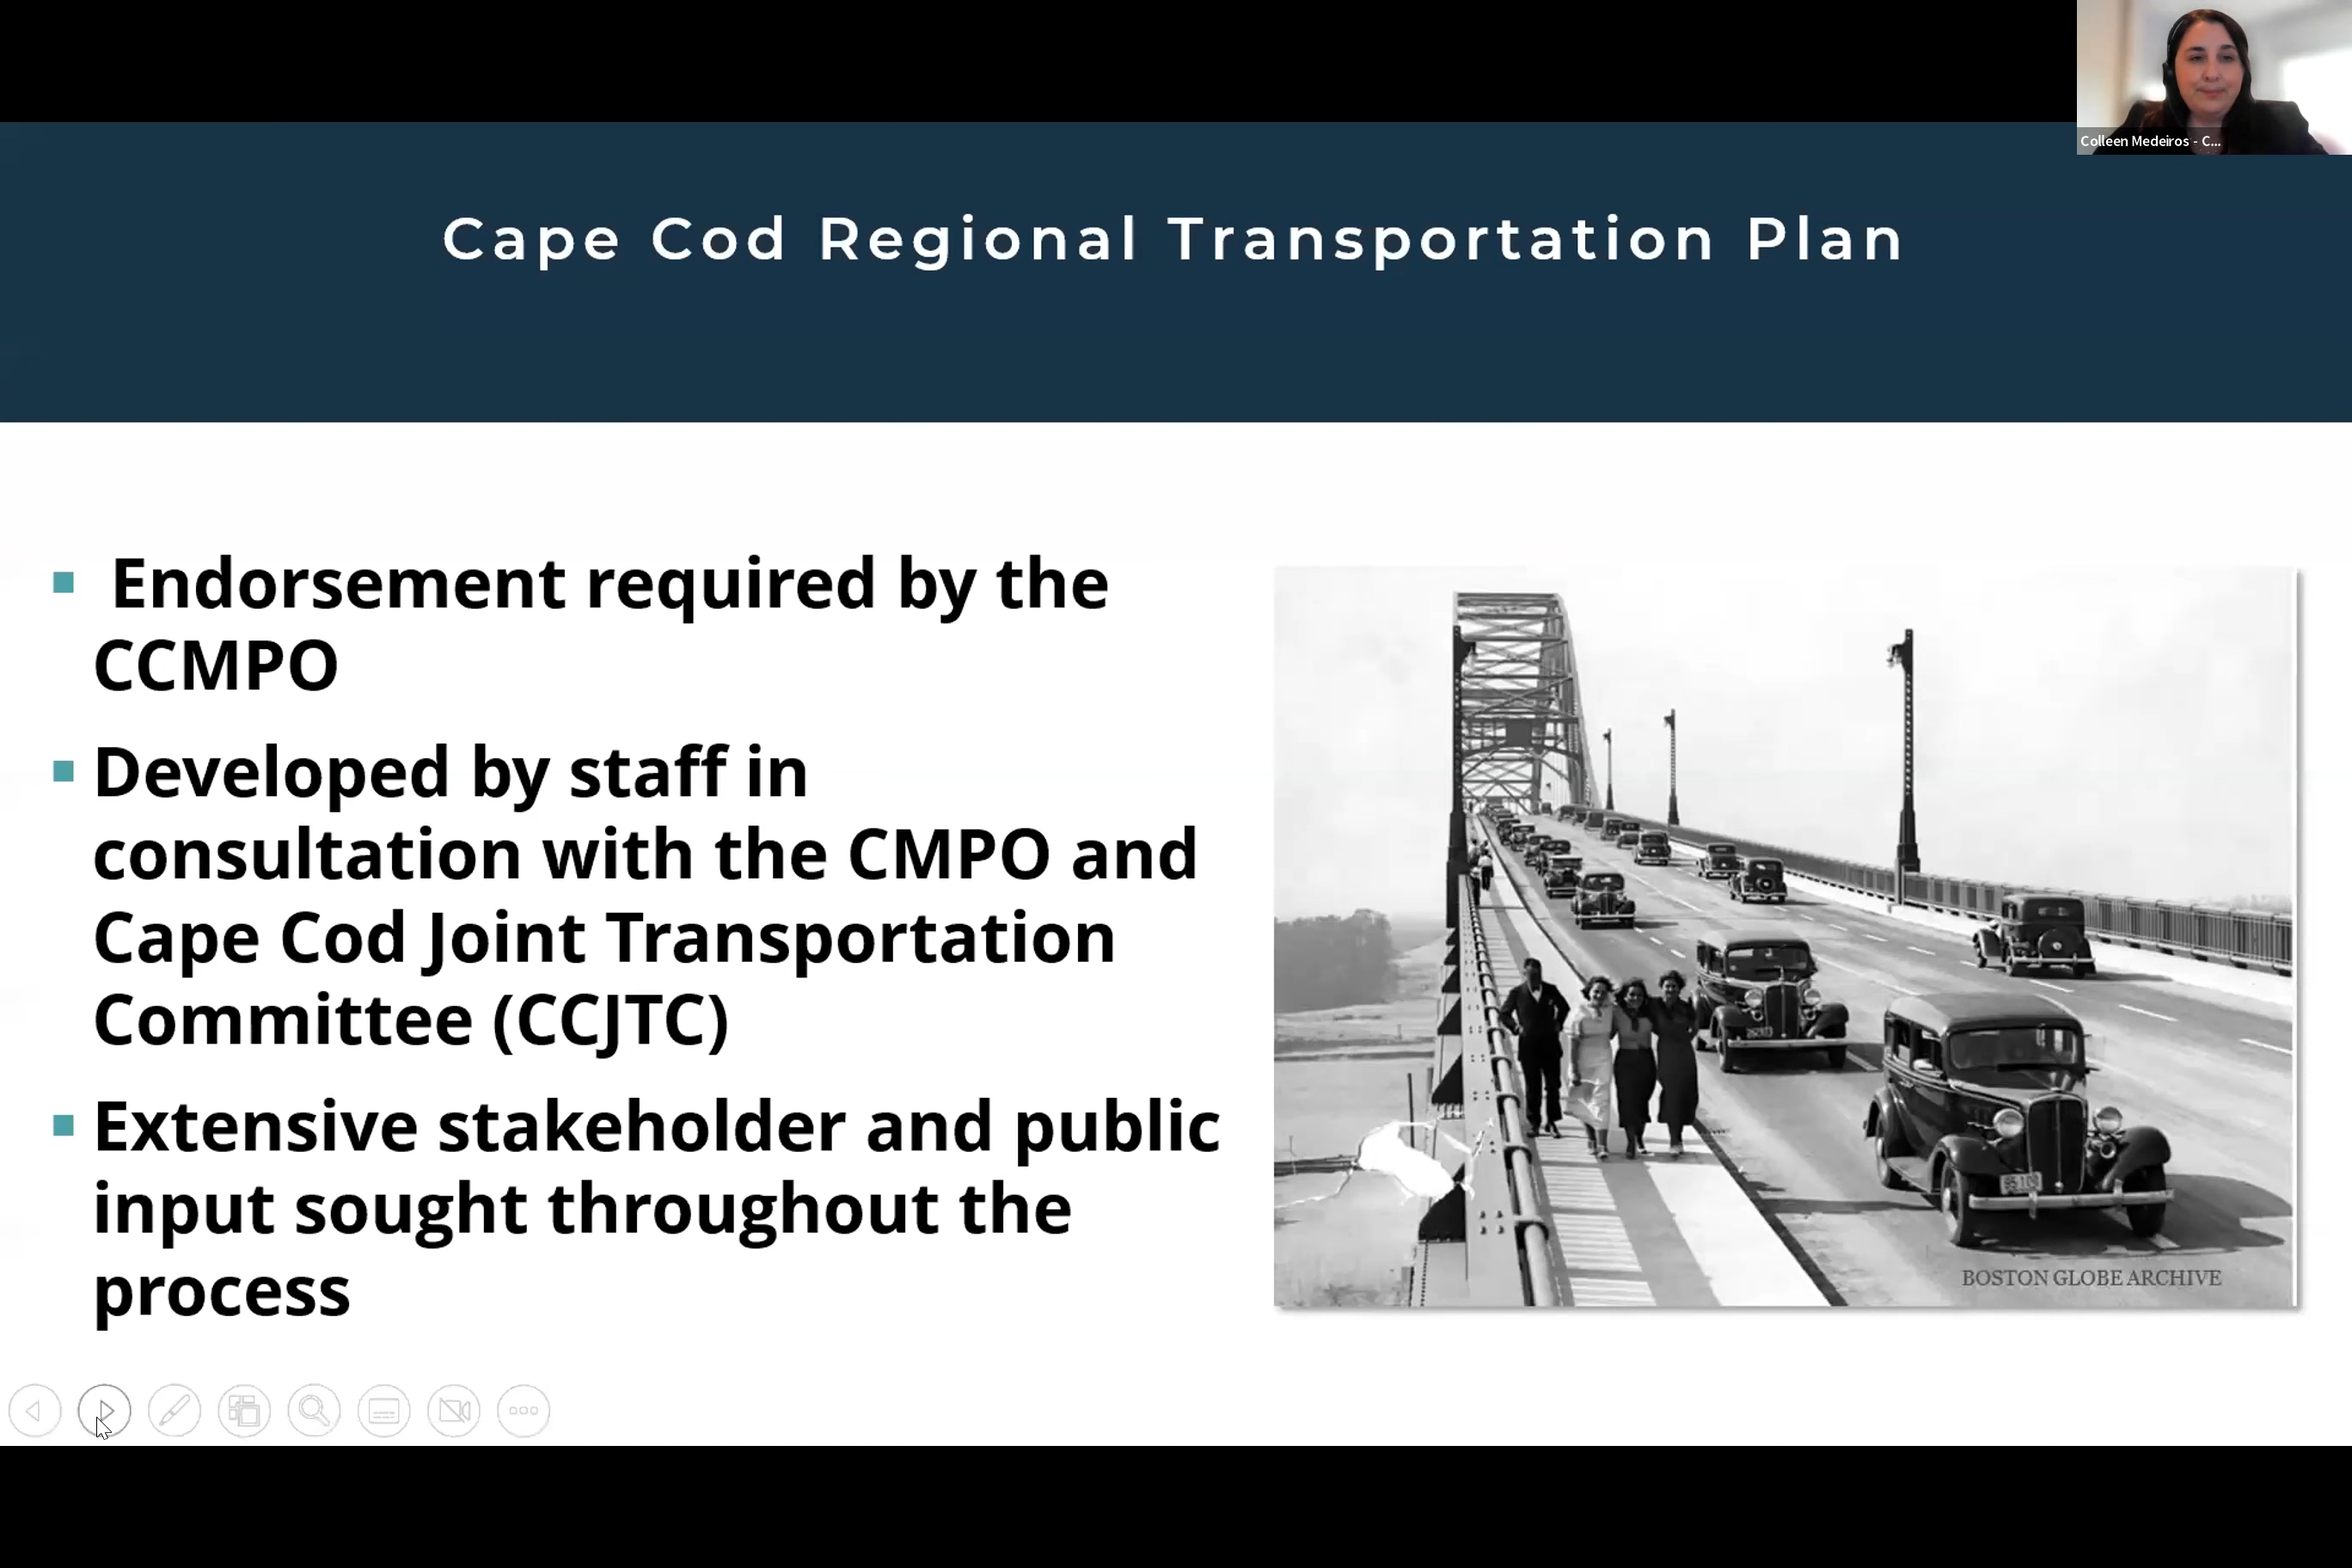 Colleen Medeiros - C...
Cape Cod Regional Transportation Plan
Endorsement required by the
CCMPO
Developed by staff in
consultation with the CMPO and
Cape Cod Joint Transportation
Committee (CCJTC)
Extensive stakeholder and public
input sought throughout the
process
BOSTON GLOBE ARCHIVE